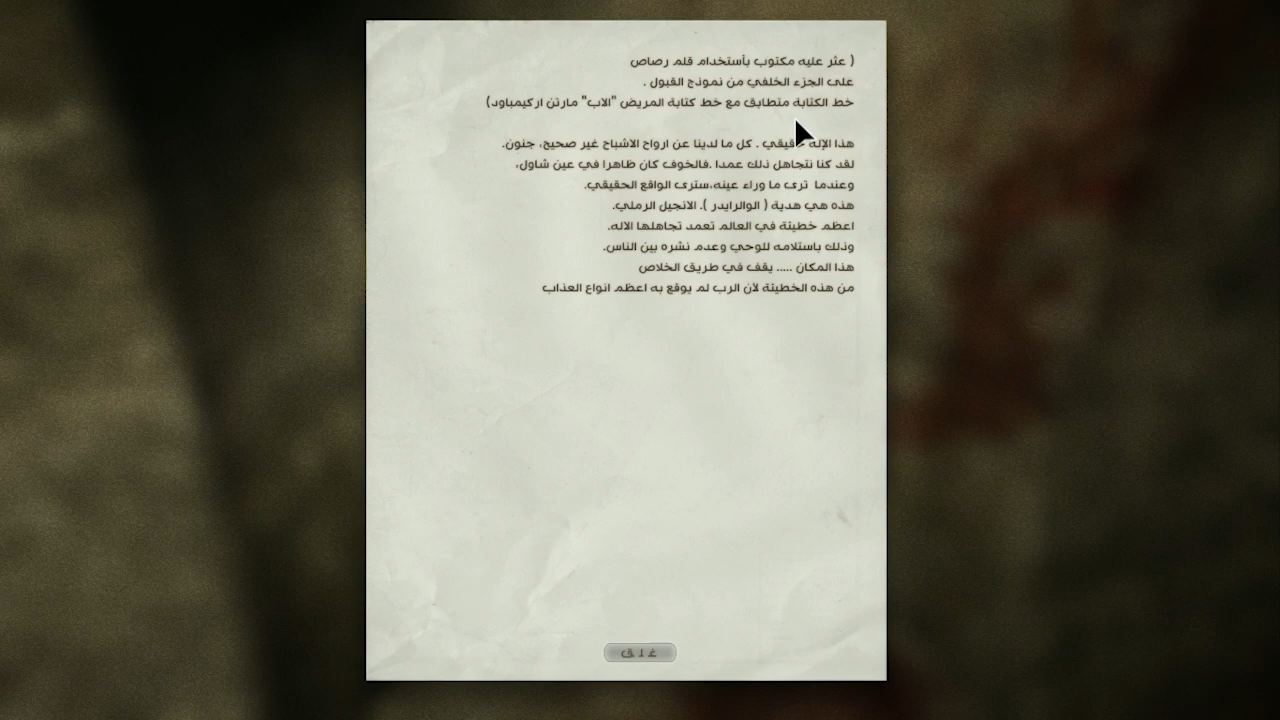 ( عثر عليه مكتوب بأستخدام قلم رصاص
على الجزء الخلفي من نموذج القبول .
خط الكتابة متطابق مع خط كتابة المريض "الاب" مارتن اركيمباود)
هذا الإله حقيقي . كل ما لدينا عن ارواح الاشباح غير صحيح، جنون.
لقد كنا نتجاهل ذلك عمدا .فالخوف كان ظاهرا في عين شاول،
وعندما ترى ما وراء عينه،سترى الواقع الحقيقي.
هذه هي هدية ( الوالرايدر ). الانجيل الرملي.
اعظم خطيئة في العالم تعمد تجاهلها الاله.
وذلك باستلامه للوحي وعدم نشره بين الناس.
هذا المكان ..... يقف في طريق الخلاص
من هذه الخطيئة لان الرب لم يوقع به اعظم انواع العذاب
غلق